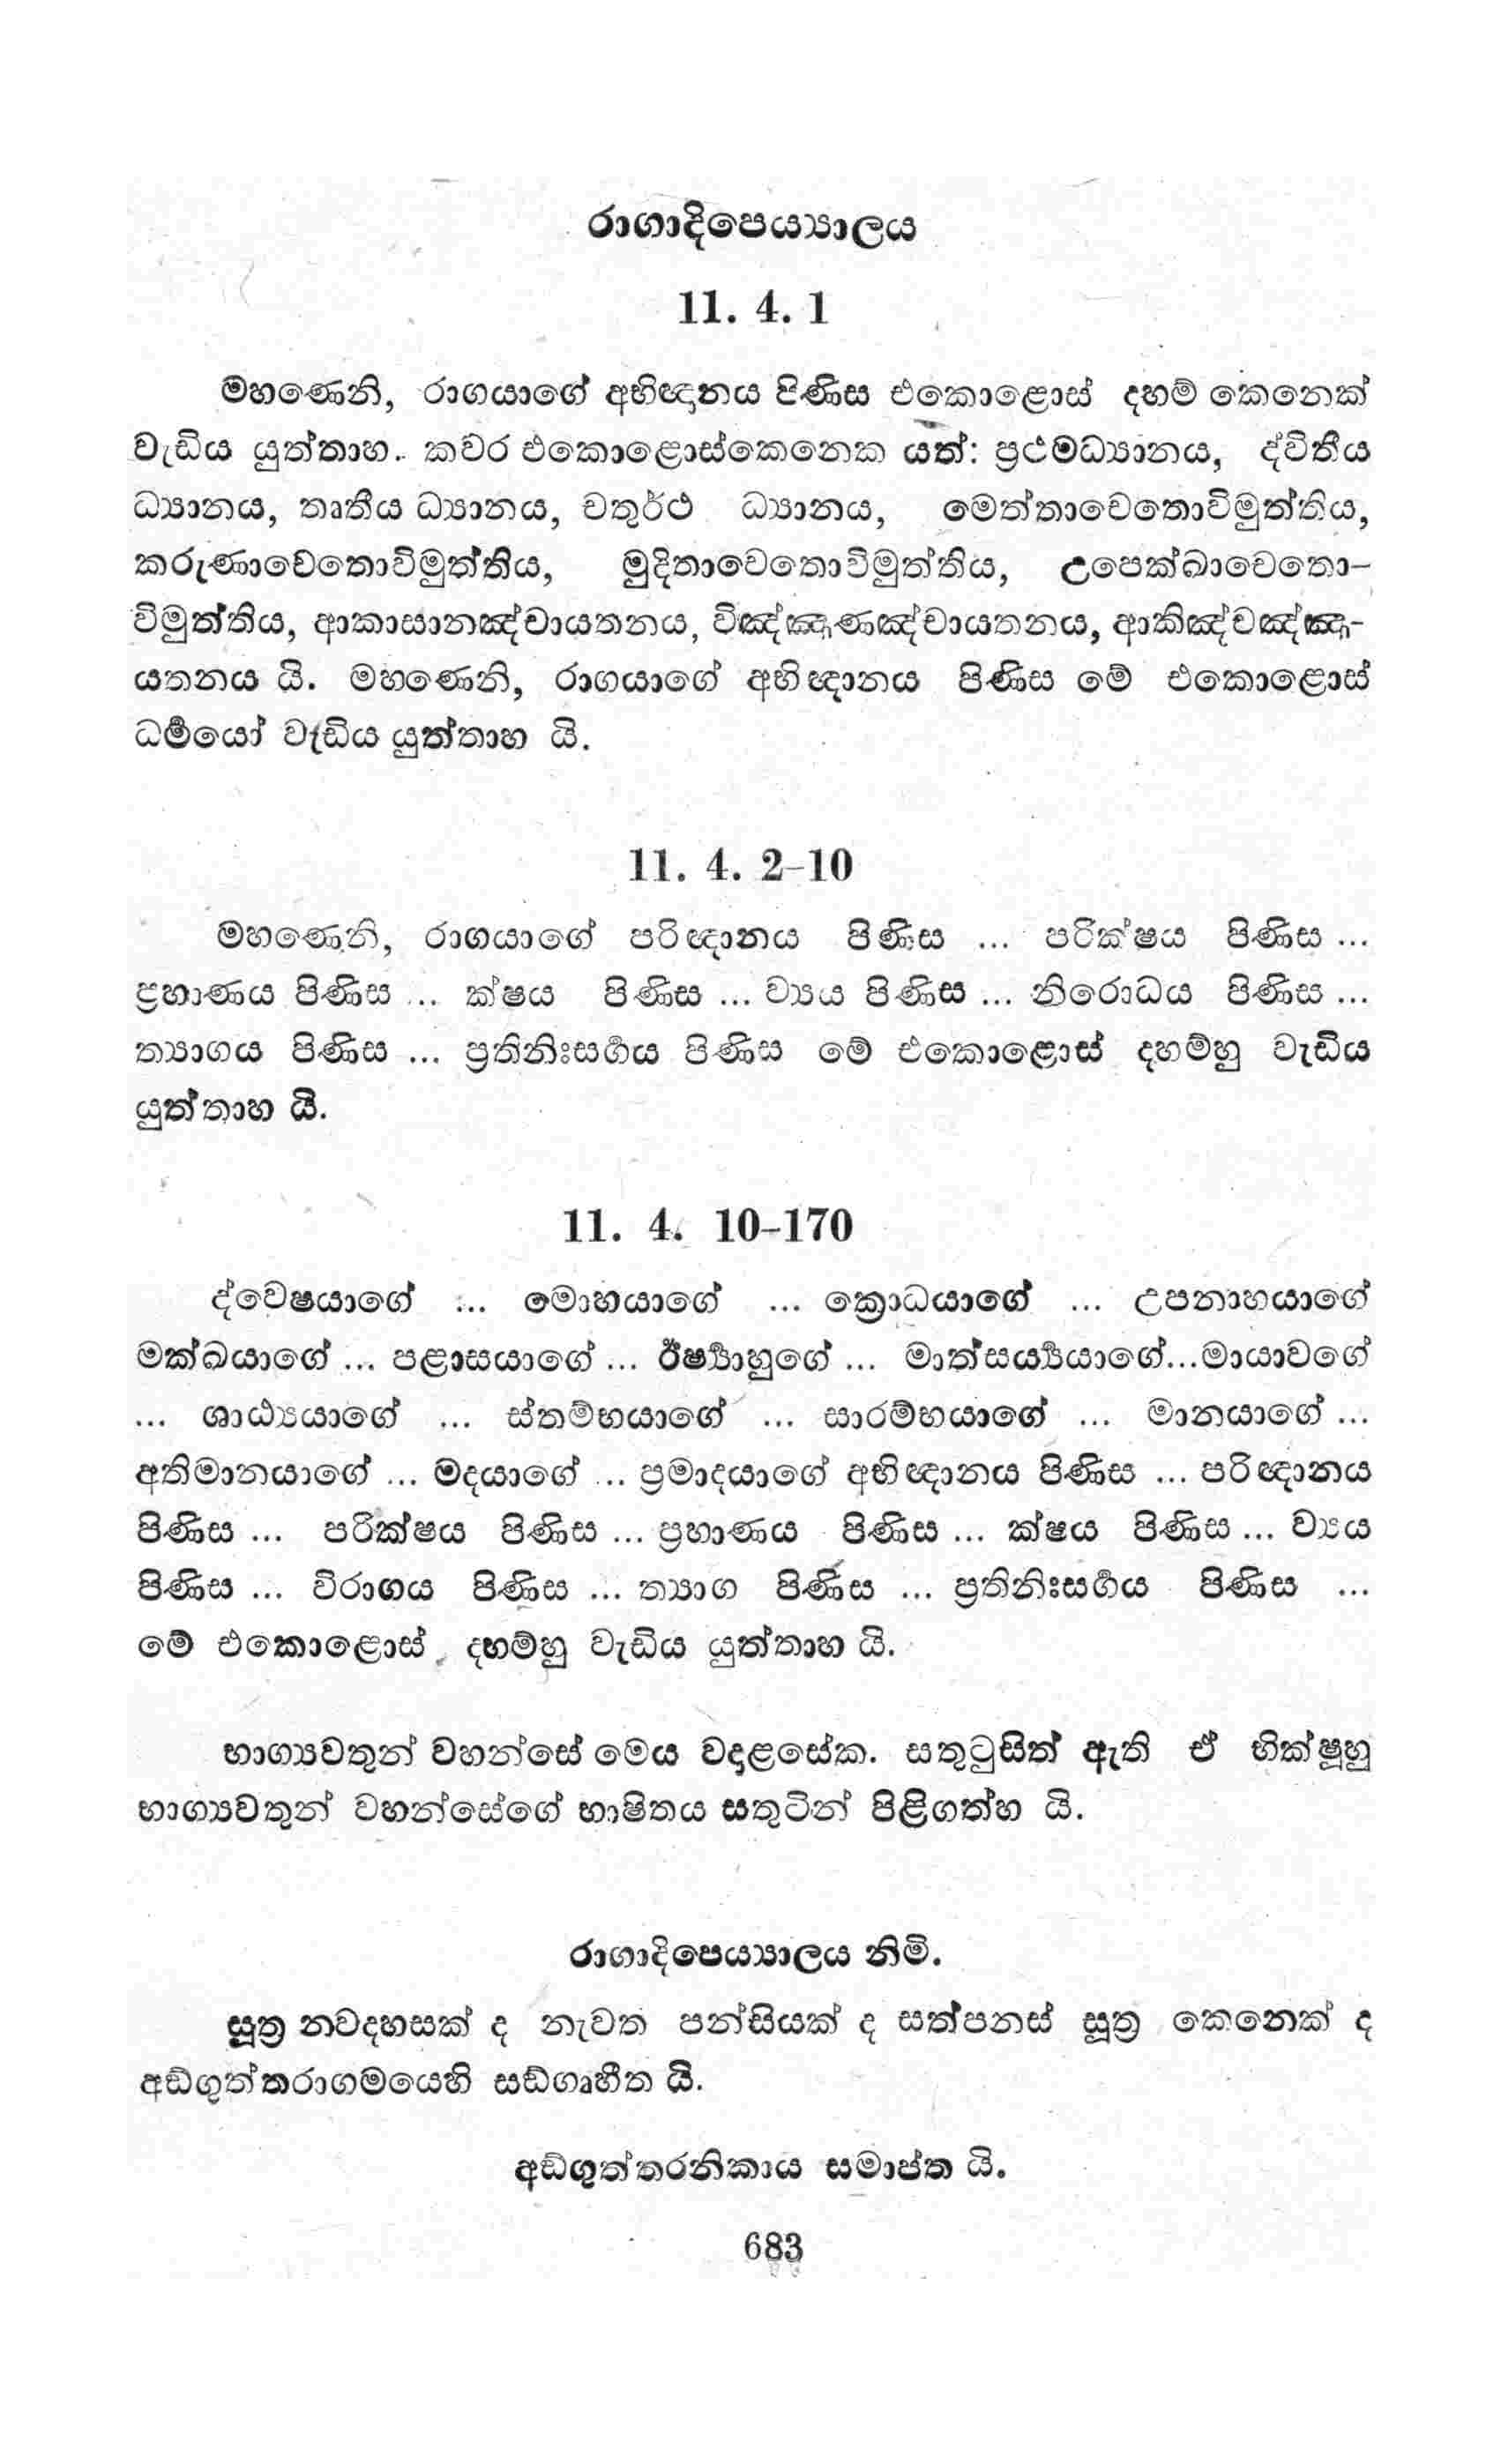 රාගාදිපෙය්‍යාලය
11. 4. 1
මහණෙනි, රාගයාගේ අභිඥානය පිණිස එකොළොස් දහම් කෙනෙක්
වැඩිය යුත්තාහ. කවර එකොළොස්කෙනෙක යත්: ප්‍රථමධ්‍යානය, ද්විතීය
ධ්‍යානය, තෘතීය ධ්‍යානය, චතුර්ථ ධ්‍යානය, මෙත්තාචෙතොවිමුත්තිය,
කරුණාචෙතොවිමුත්තිය, මුදිතාචෙතොවිමුත්තිය, උපෙක්ඛාචෙතො-
විමුත්තිය, ආකාසානඤ්චායතනය, විඤ්ඤාණඤ්චායතනය, ආකිඤ්චඤ්ඤා-
යතනය යි. මහණෙනි, රාගයාගේ අභිඥානය පිණිස මේ එකොළොස්
ධර්‍මයෝ වැඩිය යුත්තාහ යි.
11. 4. 2-10
මහණෙනි, රාගයාගේ පරිඥානය පිණිස ... පරික්ෂය පිණිස ...
ප්‍රහාණය පිණිස ... ක්ෂය පිණිස ... ව්‍යය පිණිස ... නිරොධය පිණිස ...
ත්‍යාගය පිණිස ... ප්‍රතිනිඃසර්‍ගය පිණිස මේ එකොළොස් දහම්හු වැඩිය
යුත්තාහ යි.
11. 4. 10-170
ද්වෙෂයාගේ ... මොහයාගේ ... ක්‍රොධයාගේ ... උපනාහයාගේ
මක්ඛයාගේ ... පළාසයාගේ ... ඊර්‍ෂ්‍යාහුගේ ... මාත්සර්‍ය්‍යයාගේ...මායාවගේ
... ශාඨ්‍යයාගේ ... ස්තම්භයාගේ ... සාරම්භයාගේ ... මානයාගේ ...
අතිමානයාගේ ... මදයාගේ ... ප්‍රමාදයාගේ අභිඥානය පිණිස ... පරිඥානය
පිණිස ... පරික්ෂය පිණිස ... ප්‍රහාණය පිණිස ... ක්ෂය පිණිස ... ව්‍යය
පිණිස ... විරාගය පිණිස ... ත්‍යාග පිණිස ... ප්‍රතිනිඃසර්‍ගය පිණිස ...
මේ එකොළොස් දහම්හු වැඩිය යුත්තාහ යි.
භාග්‍යවතුන් වහන්සේ මෙය වදාළසේක. සතුටුසිත් ඇති ඒ භික්ෂූහු
භාග්‍යවතුන් වහන්සේගේ භාෂිතය සතුටින් පිළිගත්හ යි.
රාගාදිපෙය්‍යාලය නිමි.
සූත්‍ර නවදහසක් ද නැවත පන්සියක් ද සත්පනස් සූත්‍ර කෙනෙක් ද
අඞ්ගුත්තරාගමයෙහි සඞ්ගෘහීත යි.
අඞ්ගුත්තරනිකාය සමාප්ත යි.
683